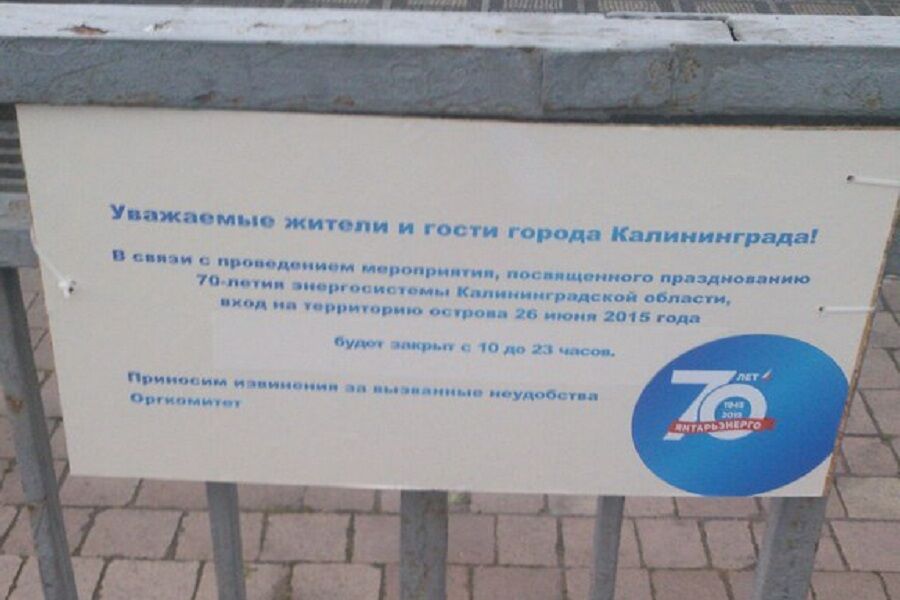 Уважаемые жители и гости города Калининграда!
В связи с проведением мероприятия, посвященного празднованию
70-летия энергосистемы Калининградской области,
вход на территорию острова 26 июня 2015 года
будет закрыт с 10 до 23 часов.
Приносим извинения за вызванные неудобства
Оргкомитет
70 ЛЕТ
1945
2015
ЯНТАРЬЭНЕРГО